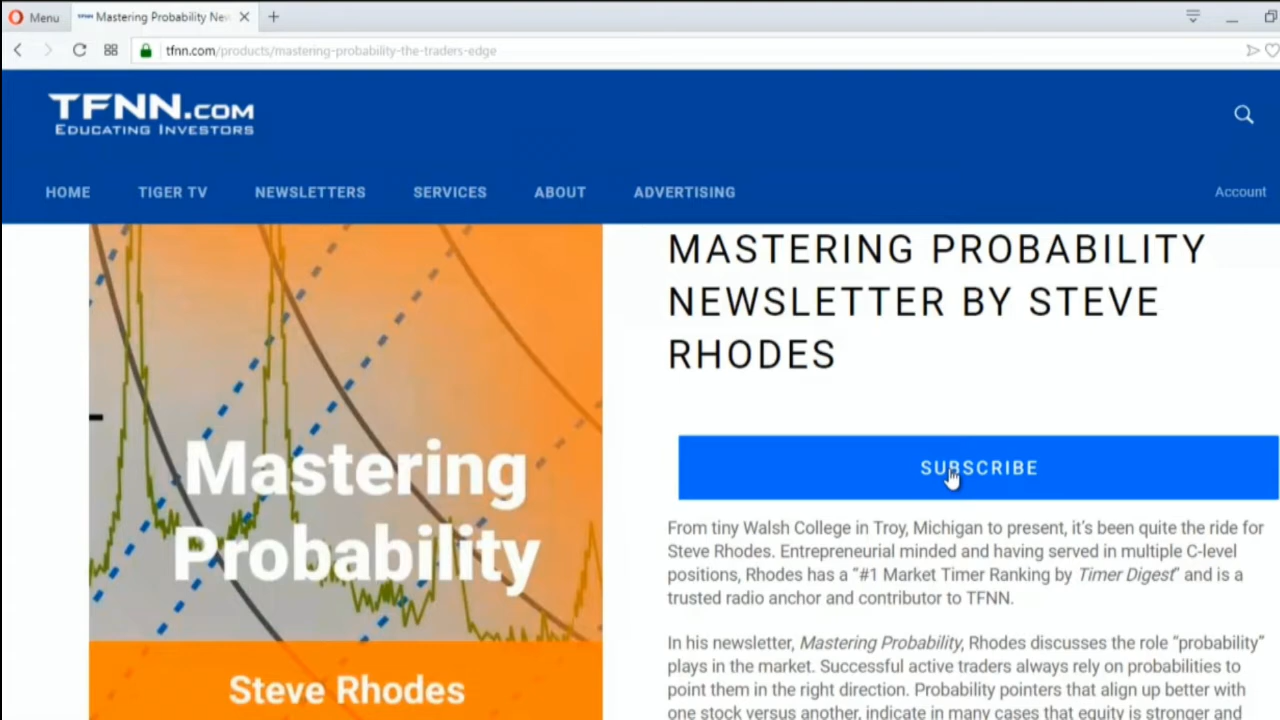 Menu
TFNN Mastering Probability New
tfnn.com/products/mastering-probability-the-traders-edge
TFNN.COM
EDUCATING INVESTORS
HOME TIGER TV NEWSLETTERS SERVICES ABOUT ADVERTISING Account
MASTERING PROBABILITY
NEWSLETTER BY STEVE
RHODES
Mastering
Probability
Steve Rhodes
SUBSCRIBE
From tiny Walsh College in Troy, Michigan to present, it's been quite the ride for
Steve Rhodes. Entrepreneurial minded and having served in multiple C-level
positions, Rhodes has a “#1 Market Timer Ranking by Timer Digest” and is a
trusted radio anchor and contributor to TFNN.
In his newsletter, Mastering Probability, Rhodes discusses the role “probability”
plays in the market. Successful active traders always rely on probabilities to
point them in the right direction. Probability pointers that align up better with
one stock versus another, indicate in many cases that equity is stronger and